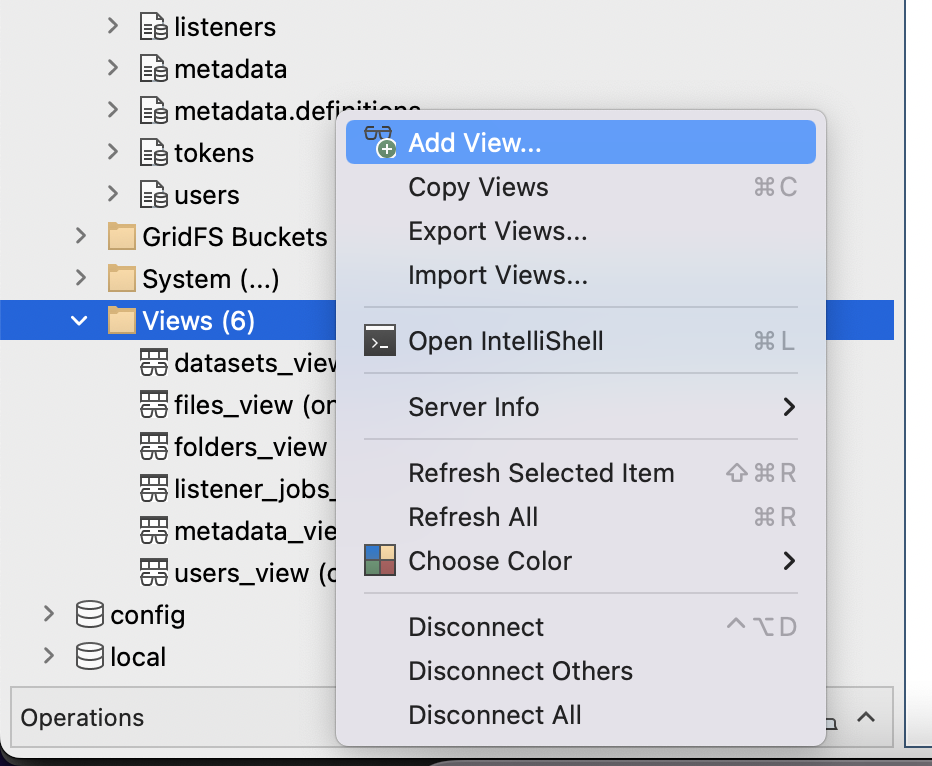 listeners
metadata
metadata.definitions
tokens
users
GridFS Buckets
System (...)
Views (6)
datasets_view
files_view (on
folders_view
listener_jobs_
metadata_vie
users_view (o
config
local
Operations
Add View...
Copy Views ⌘C
Export Views...
Import Views...
Open IntelliShell ⌘L
Server Info
Refresh Selected Item ⇧⌘R
Refresh All ⌘R
Choose Color
Disconnect ^⌥D
Disconnect Others
Disconnect All